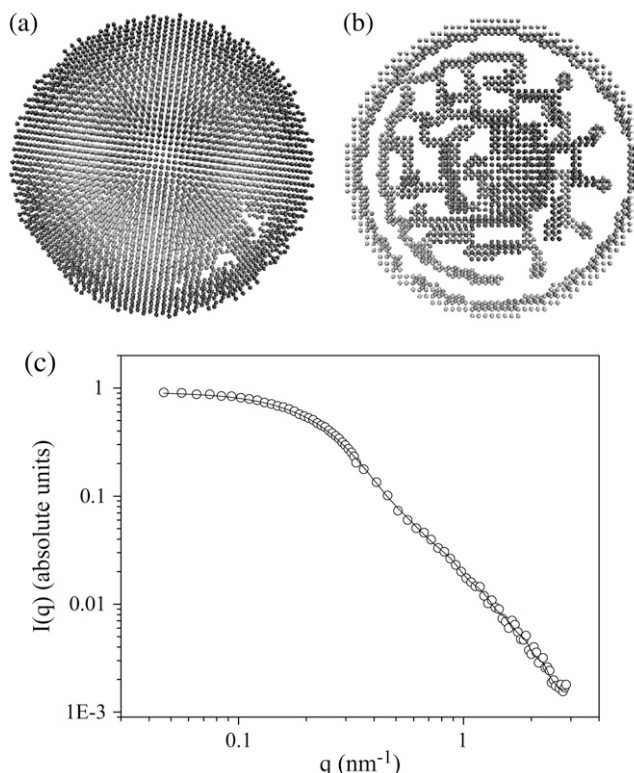 (a)
(b)
(c)
1
0.1
0.01
1E-3
I(q) (absolute units)
0.1
1
q (nm⁻¹)